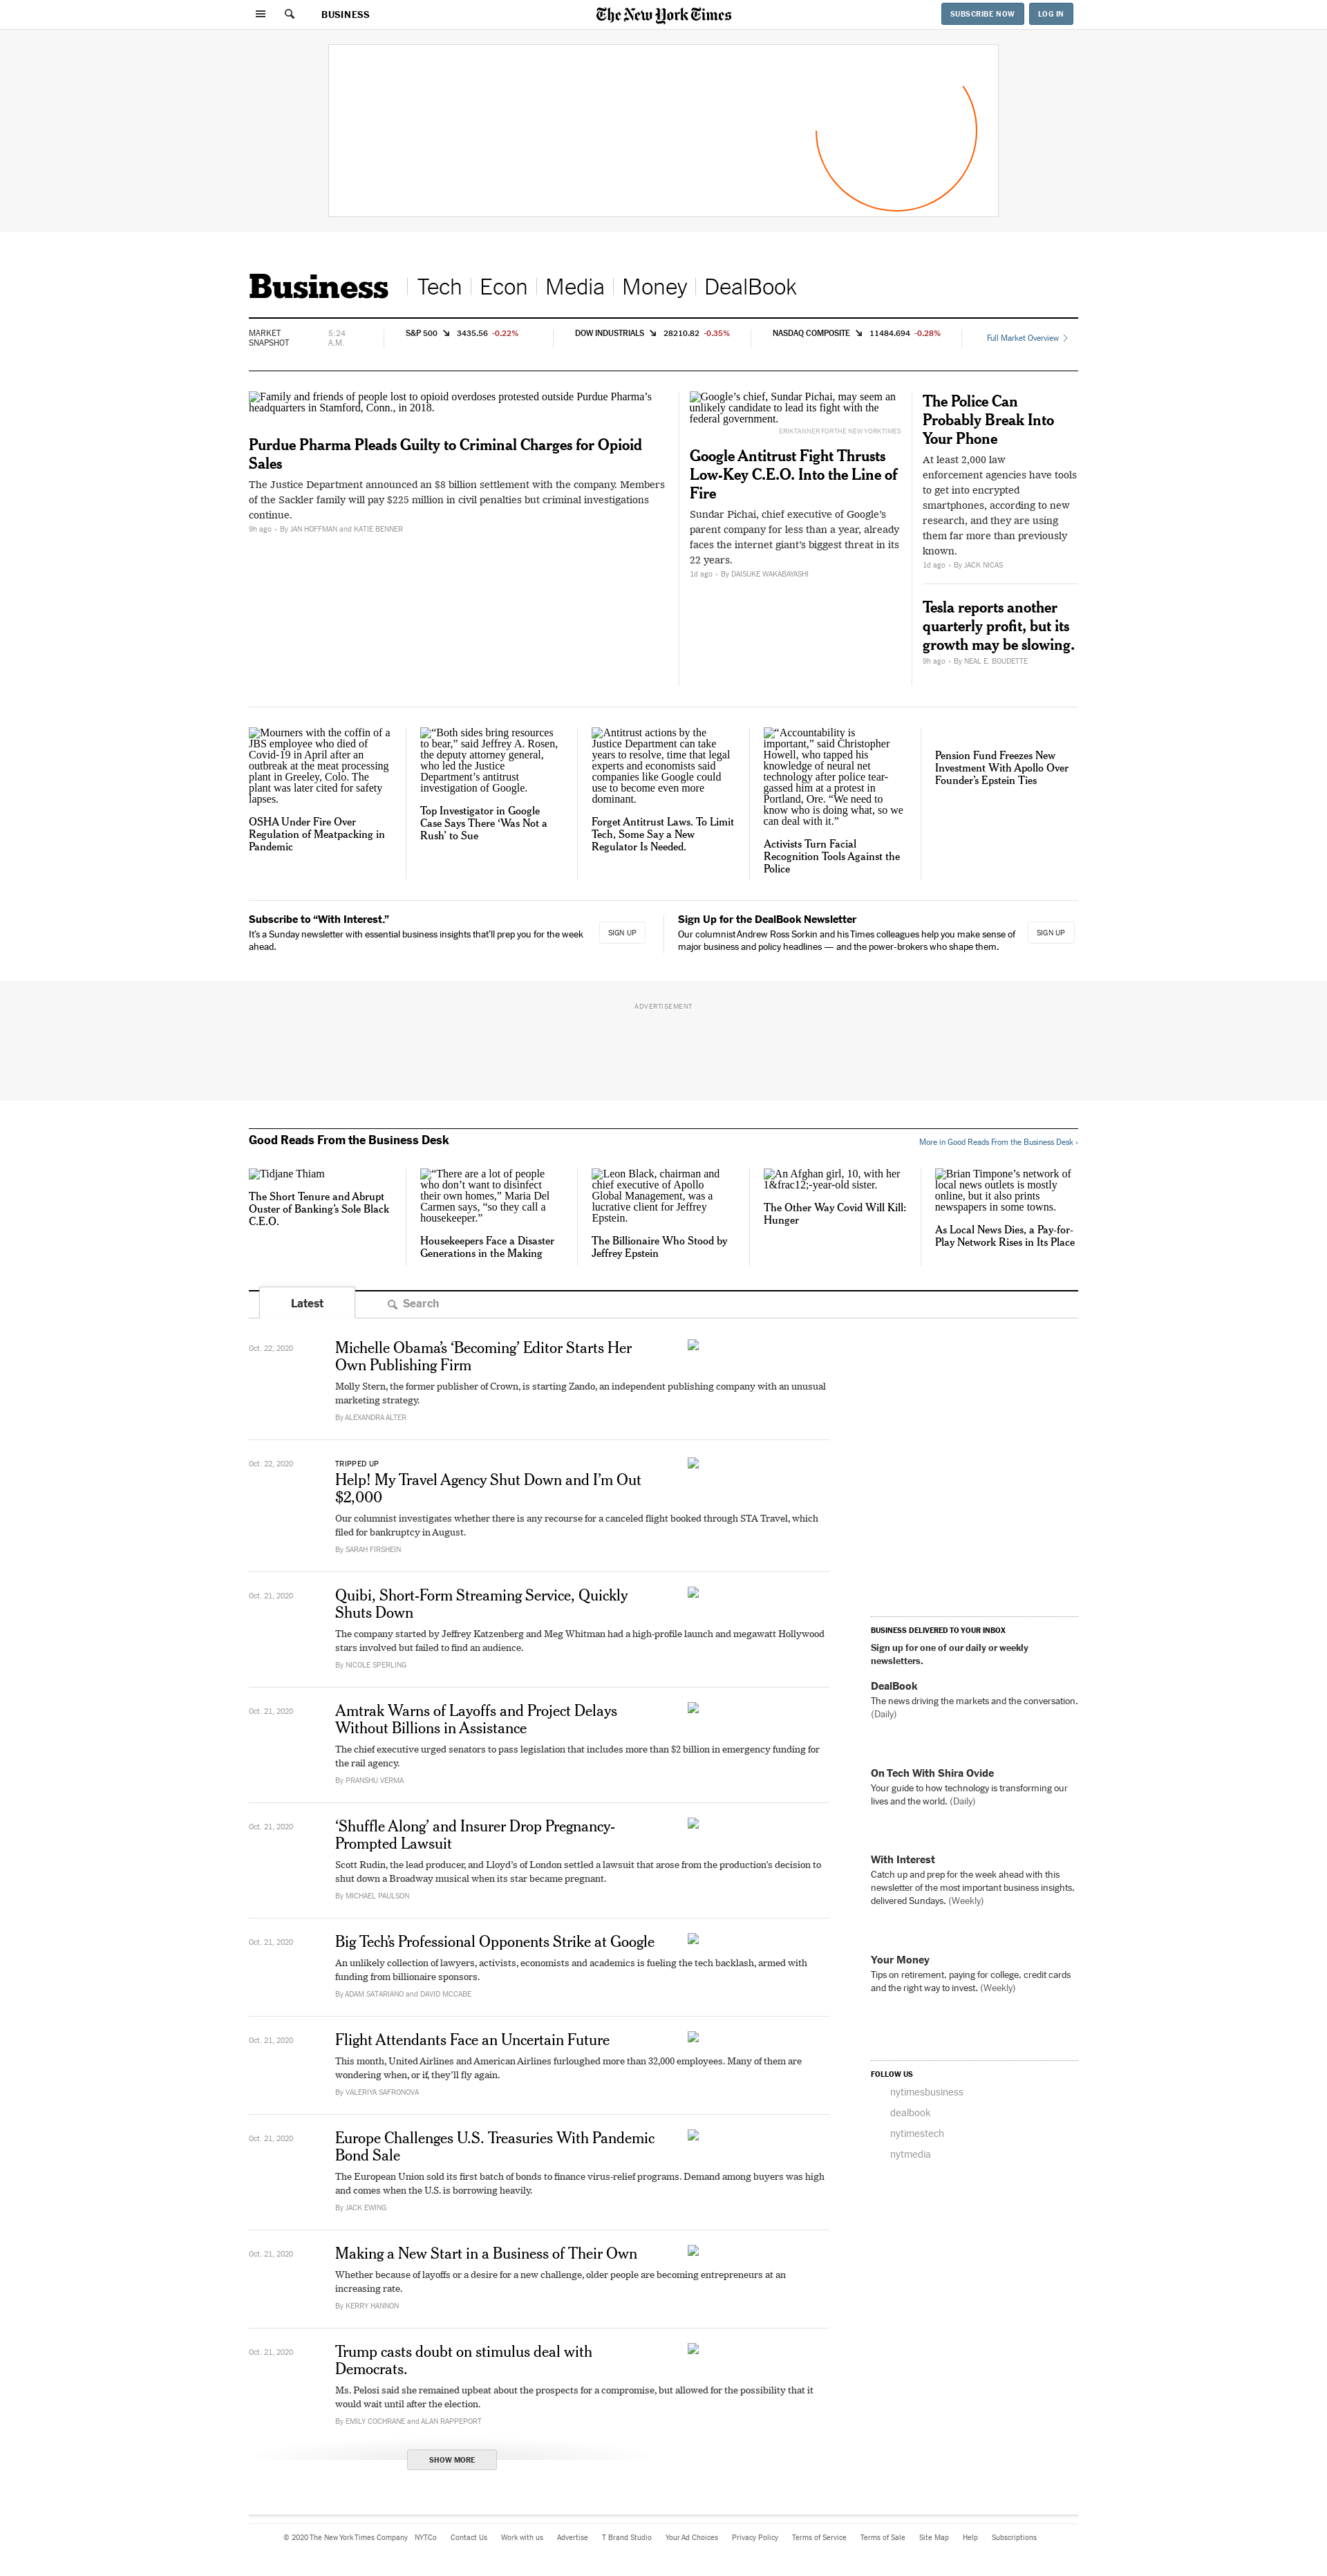 BUSINESS
The New York Times
SUBSCRIBE NOW
LOG IN
Business
Tech
Econ
Media
Money
DealBook
MARKET
SNAPSHOT
5:24
A.M.
S&P 500 3435.56 -0.22%
DOW INDUSTRIALS 28210.82 -0.35%
NASDAQ COMPOSITE 11484.694 -0.28%
Full Market Overview
Family and friends of people lost to opioid overdoses protested outside Purdue Pharma’s
headquarters in Stamford, Conn., in 2018.
Purdue Pharma Pleads Guilty to Criminal Charges for Opioid
Sales
The Justice Department announced an $8 billion settlement with the company. Members
of the Sackler family will pay $225 million in civil penalties but criminal investigations
continue.
9h ago • By JAN HOFFMAN and KATIE BENNER
Google’s chief, Sundar Pichai, may seem an
unlikely candidate to lead its fight with the
federal government.
ERIK TANNER FOR THE NEW YORK TIMES
Google Antitrust Fight Thrusts
Low-Key C.E.O. Into the Line of
Fire
Sundar Pichai, chief executive of Google’s
parent company for less than a year, already
faces the internet giant’s biggest threat in its
22 years.
1d ago • By DAISUKE WAKABAYASHI
The Police Can
Probably Break Into
Your Phone
At least 2,000 law
enforcement agencies have tools
to get into encrypted
smartphones, according to new
research, and they are using
them far more than previously
known.
1d ago • By JACK NICAS
Tesla reports another
quarterly profit, but its
growth may be slowing.
9h ago • By NEAL E. BOUDETTE
Mourners with the coffin of a
JBS employee who died of
Covid-19 in April after an
outbreak at the meat processing
plant in Greeley, Colo. The
plant was later cited for safety
lapses.
OSHA Under Fire Over
Regulation of Meatpacking in
Pandemic
“Both sides bring resources
to bear,” said Jeffrey A. Rosen,
the deputy attorney general,
who led the Justice
Department’s antitrust
investigation of Google.
Top Investigator in Google
Case Says There ‘Was Not a
Rush’ to Sue
Antitrust actions by the
Justice Department can take
years to resolve, time that legal
experts and economists said
companies like Google could
use to become even more
dominant.
Forget Antitrust Laws. To Limit
Tech, Some Say a New
Regulator Is Needed.
“Accountability is
important,” said Christopher
Howell, who tapped his
knowledge of neural net
technology after police tear-
gassed him at a protest in
Portland, Ore. “We need to
know who is doing what, so we
can deal with it.”
Activists Turn Facial
Recognition Tools Against the
Police
Pension Fund Freezes New
Investment With Apollo Over
Founder’s Epstein Ties
Subscribe to “With Interest.”
It’s a Sunday newsletter with essential business insights that’ll prep you for the week
ahead.
SIGN UP
Sign Up for the DealBook Newsletter
Our columnist Andrew Ross Sorkin and his Times colleagues help you make sense of
major business and policy headlines — and the power-brokers who shape them.
SIGN UP
ADVERTISEMENT
Good Reads From the Business Desk
More in Good Reads From the Business Desk ›
Tidjane Thiam
The Short Tenure and Abrupt
Ouster of Banking’s Sole Black
C.E.O.
“There are a lot of people
who don’t want to disinfect
their own homes,” Maria Del
Carmen says, “so they call a
housekeeper.”
Housekeepers Face a Disaster
Generations in the Making
Leon Black, chairman and
chief executive of Apollo
Global Management, was a
lucrative client for Jeffrey
Epstein.
The Billionaire Who Stood by
Jeffrey Epstein
An Afghan girl, 10, with her
1&frac12;-year-old sister.
The Other Way Covid Will Kill:
Hunger
Brian Timpone’s network of
local news outlets is mostly
online, but it also prints
newspapers in some towns.
As Local News Dies, a Pay-for-
Play Network Rises in Its Place
Latest
Search
Oct. 22, 2020
Michelle Obama’s ‘Becoming’ Editor Starts Her
Own Publishing Firm
Molly Stern, the former publisher of Crown, is starting Zando, an independent publishing company with an unusual
marketing strategy.
By ALEXANDRA ALTER
Oct. 22, 2020
TRIPPED UP
Help! My Travel Agency Shut Down and I’m Out
$2,000
Our columnist investigates whether there is any recourse for a canceled flight booked through STA Travel, which
filed for bankruptcy in August.
By SARAH FIRSHEIN
Oct. 21, 2020
Quibi, Short-Form Streaming Service, Quickly
Shuts Down
The company started by Jeffrey Katzenberg and Meg Whitman had a high-profile launch and megawatt Hollywood
stars involved but failed to find an audience.
By NICOLE SPERLING
Oct. 21, 2020
Amtrak Warns of Layoffs and Project Delays
Without Billions in Assistance
The chief executive urged senators to pass legislation that includes more than $2 billion in emergency funding for
the rail agency.
By PRANSHU VERMA
Oct. 21, 2020
‘Shuffle Along’ and Insurer Drop Pregnancy-
Prompted Lawsuit
Scott Rudin, the lead producer, and Lloyd’s of London settled a lawsuit that arose from the production’s decision to
shut down a Broadway musical when its star became pregnant.
By MICHAEL PAULSON
Oct. 21, 2020
Big Tech’s Professional Opponents Strike at Google
An unlikely collection of lawyers, activists, economists and academics is fueling the tech backlash, armed with
funding from billionaire sponsors.
By ADAM SATARIANO and DAVID MCCABE
Oct. 21, 2020
Flight Attendants Face an Uncertain Future
This month, United Airlines and American Airlines furloughed more than 32,000 employees. Many of them are
wondering when, or if, they’ll fly again.
By VALERIYA SAFRONOVA
Oct. 21, 2020
Europe Challenges U.S. Treasuries With Pandemic
Bond Sale
The European Union sold its first batch of bonds to finance virus-relief programs. Demand among buyers was high
and comes when the U.S. is borrowing heavily.
By JACK EWING
Oct. 21, 2020
Making a New Start in a Business of Their Own
Whether because of layoffs or a desire for a new challenge, older people are becoming entrepreneurs at an
increasing rate.
By KERRY HANNON
Oct. 21, 2020
Trump casts doubt on stimulus deal with
Democrats.
Ms. Pelosi said she remained upbeat about the prospects for a compromise, but allowed for the possibility that it
would wait until after the election.
By EMILY COCHRANE and ALAN RAPPEPORT
SHOW MORE
BUSINESS DELIVERED TO YOUR INBOX
Sign up for one of our daily or weekly
newsletters.
DealBook
The news driving the markets and the conversation.
(Daily)
On Tech With Shira Ovide
Your guide to how technology is transforming our
lives and the world. (Daily)
With Interest
Catch up and prep for the week ahead with this
newsletter of the most important business insights,
delivered Sundays. (Weekly)
Your Money
Tips on retirement, paying for college, credit cards
and the right way to invest. (Weekly)
FOLLOW US
nytimesbusiness
dealbook
nytimestech
nytmedia
© 2020 The New York Times Company NYTCo Contact Us Work with us Advertise T Brand Studio Your Ad Choices Privacy Policy Terms of Service Terms of Sale Site Map Help Subscriptions